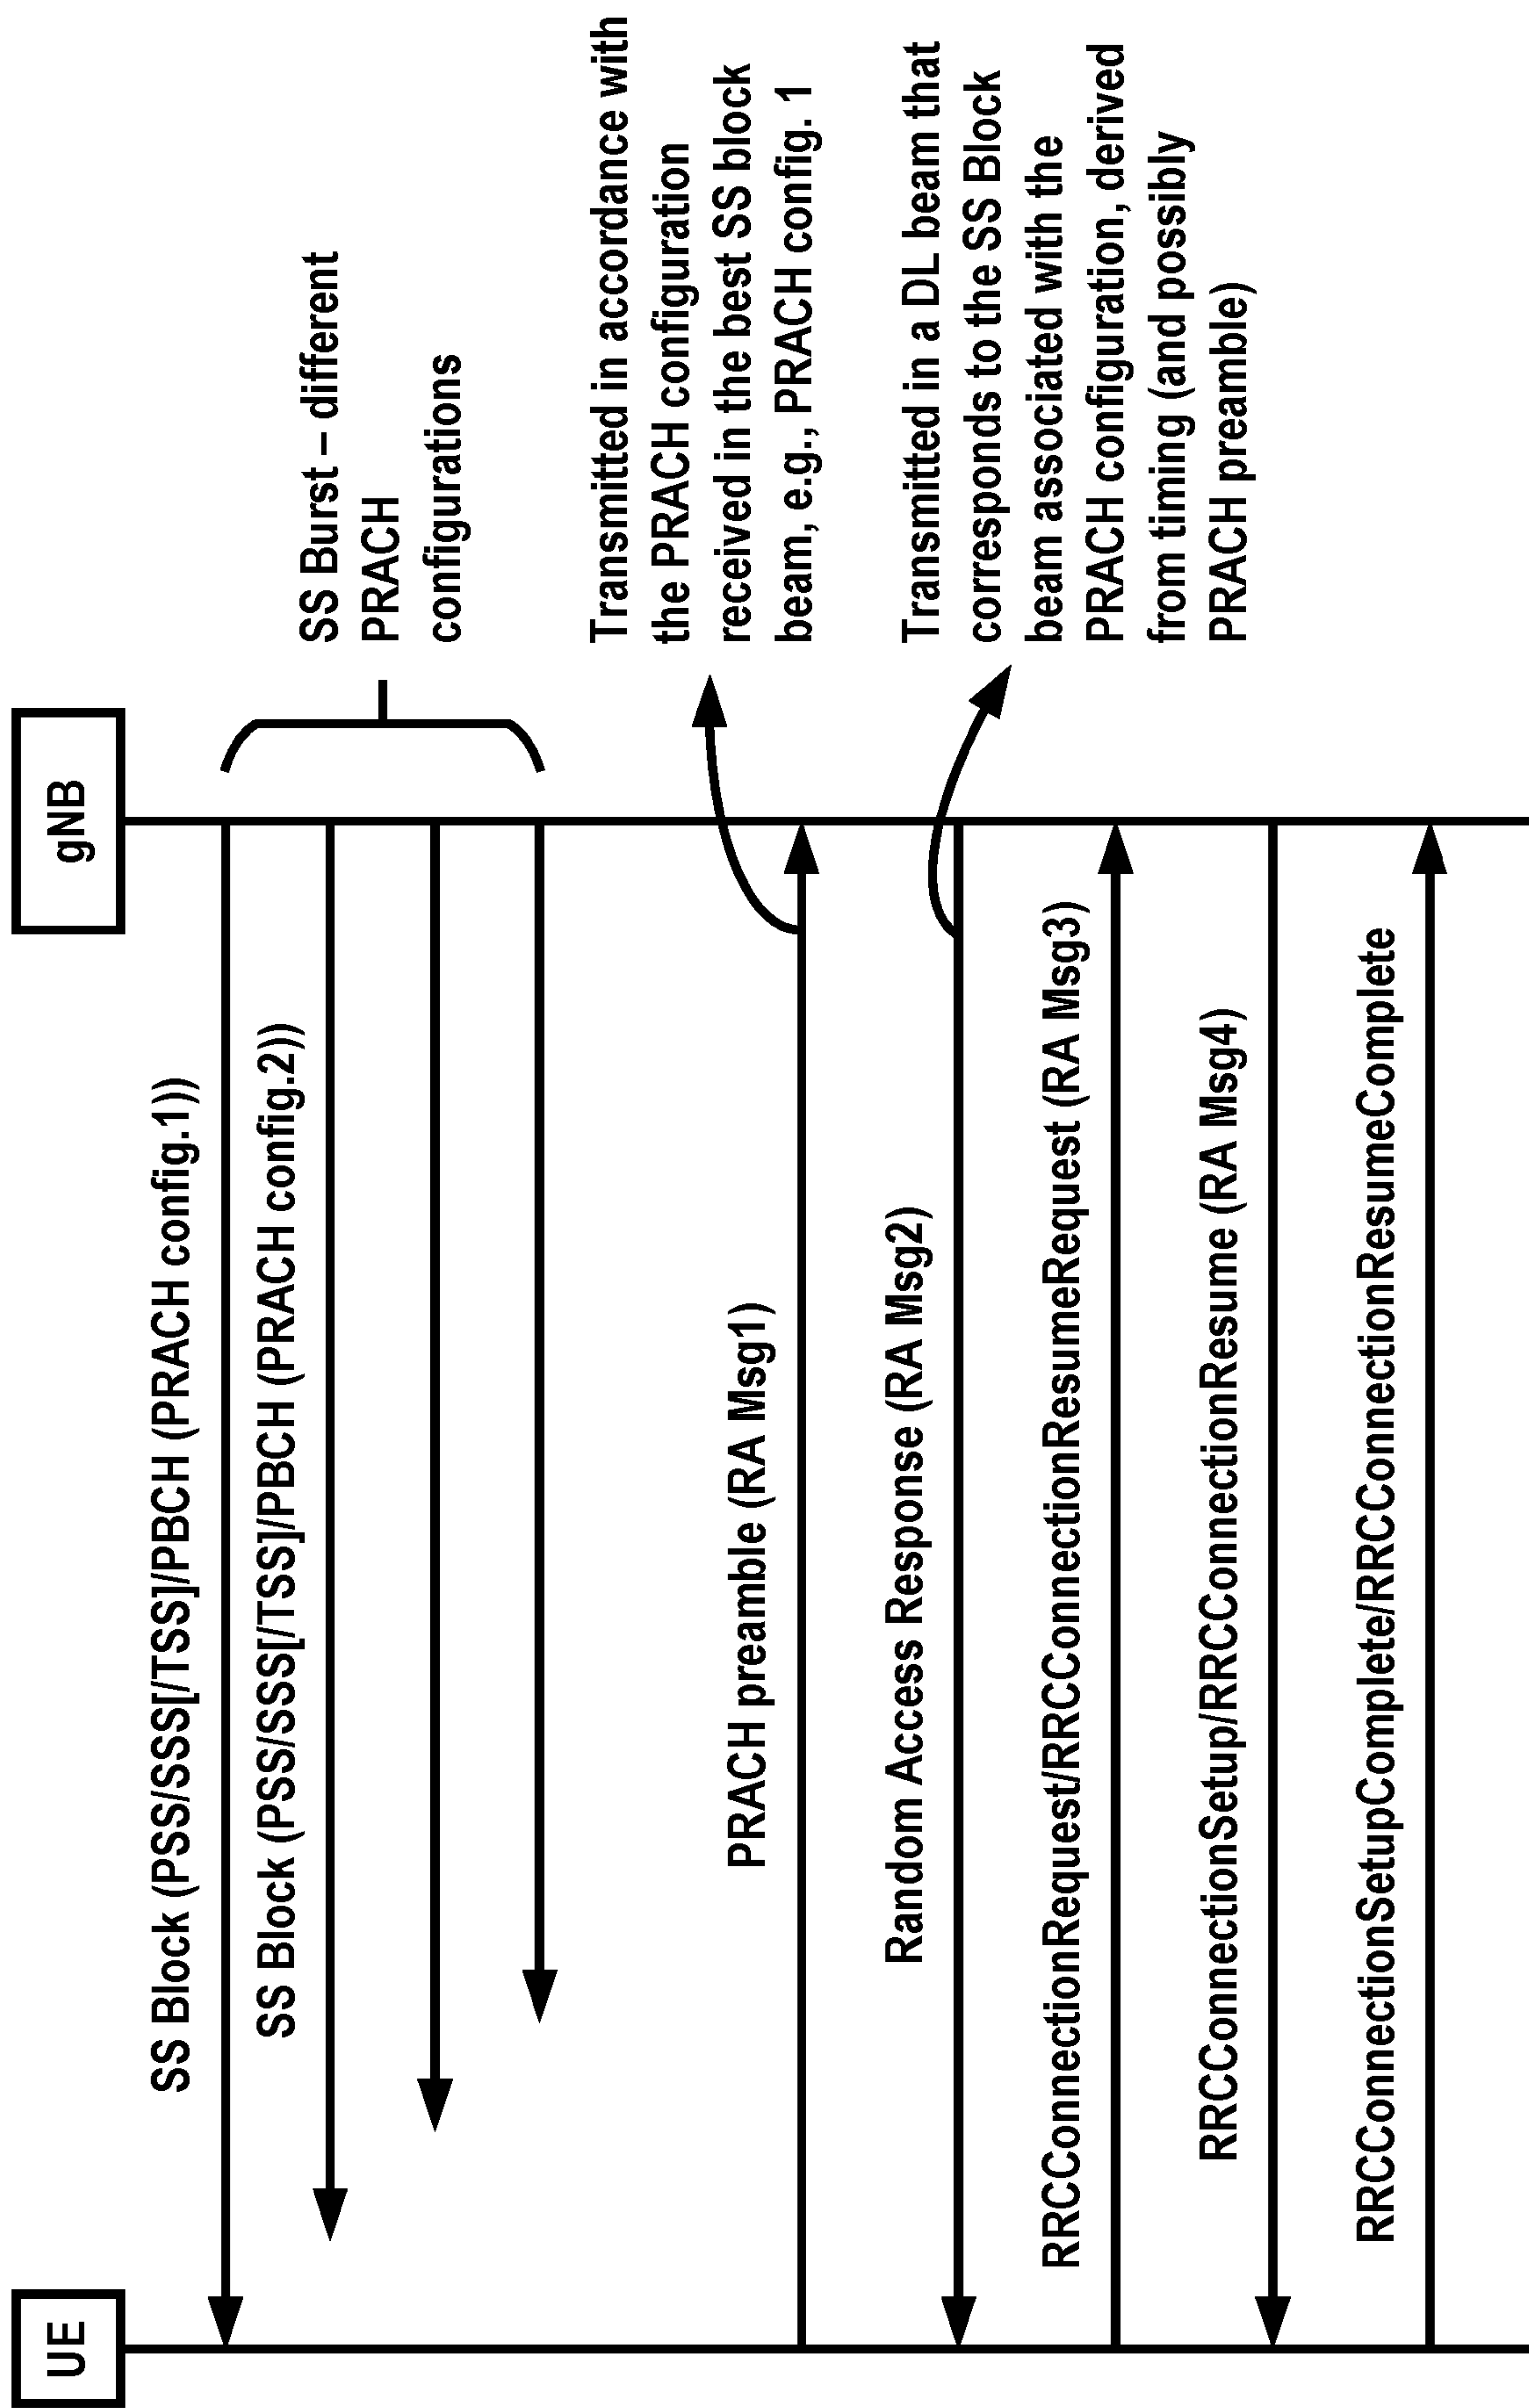 UE
gNB
SS Block (PSS/SSS[/TSS]/PBCH (PRACH config.1))
SS Block (PSS/SSS[/TSS]/PBCH (PRACH config.2))
SS Burst – different
PRACH
configurations
PRACH preamble (RA Msg1)
Transmitted in accordance with
the PRACH configuration
received in the best SS block
beam, e.g., PRACH config. 1
Random Access Response (RA Msg2)
Transmitted in a DL beam that
corresponds to the SS Block
beam associated with the
PRACH configuration, derived
from timing (and possibly
PRACH preamble)
RRCConnectionRequest/RRCConnectionResumeRequest (RA Msg3)
RRCConnectionSetup/RRCConnectionResume (RA Msg4)
RRCConnectionSetupComplete/RRCConnectionResumeComplete